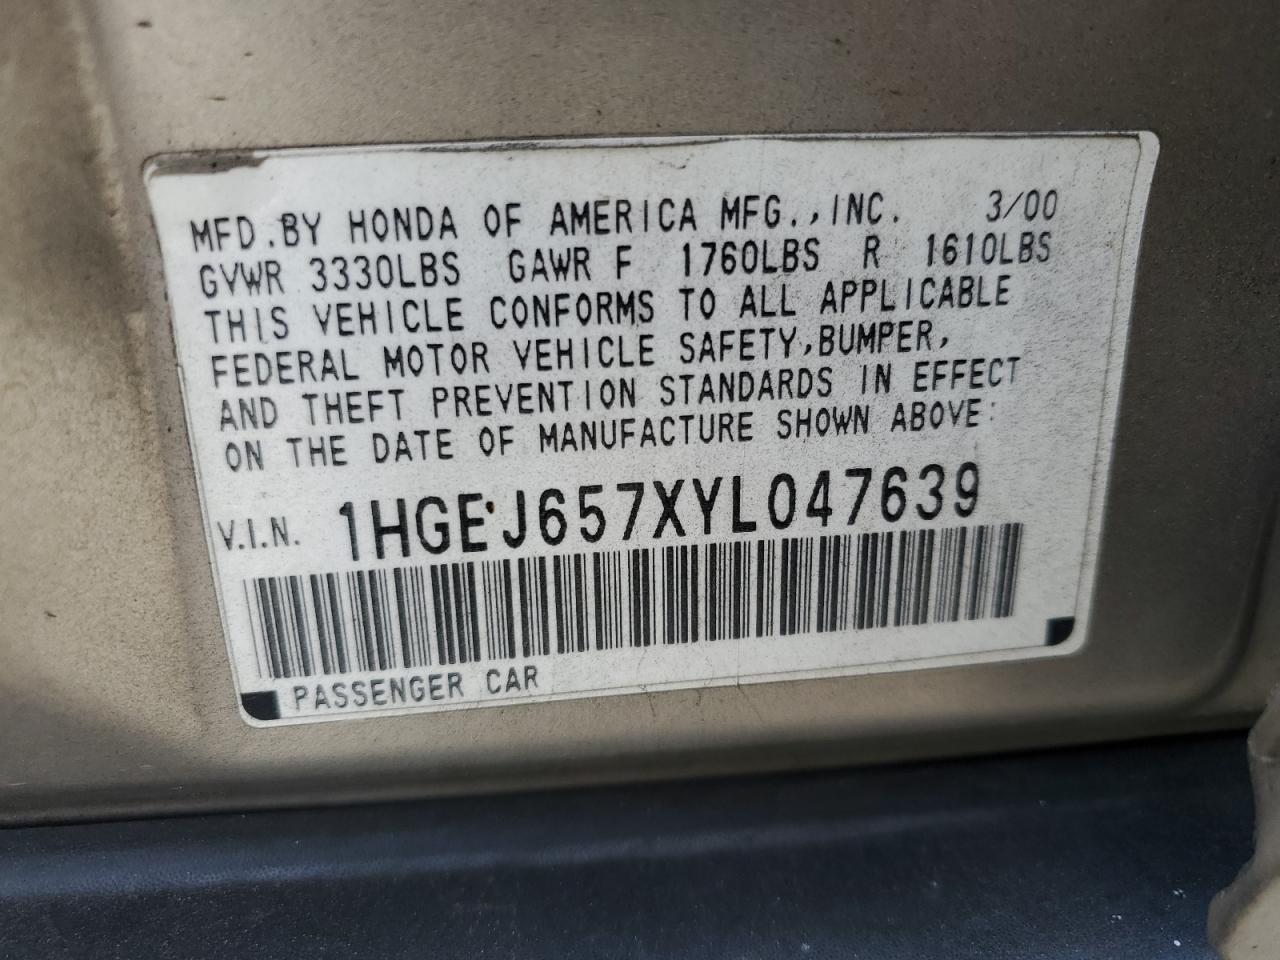 MFD.BY HONDA OF AMERICA MFG.,INC. 3/00
GVWR 3330LBS GAWR F 1760LBS R 1610LBS
THIS VEHICLE CONFORMS TO ALL APPLICABLE
FEDERAL MOTOR VEHICLE SAFETY,BUMPER,
AND THEFT PREVENTION STANDARDS IN EFFECT
ON THE DATE OF MANUFACTURE SHOWN ABOVE:
V.I.N. 1HGEJ657XYL047639
PASSENGER CAR